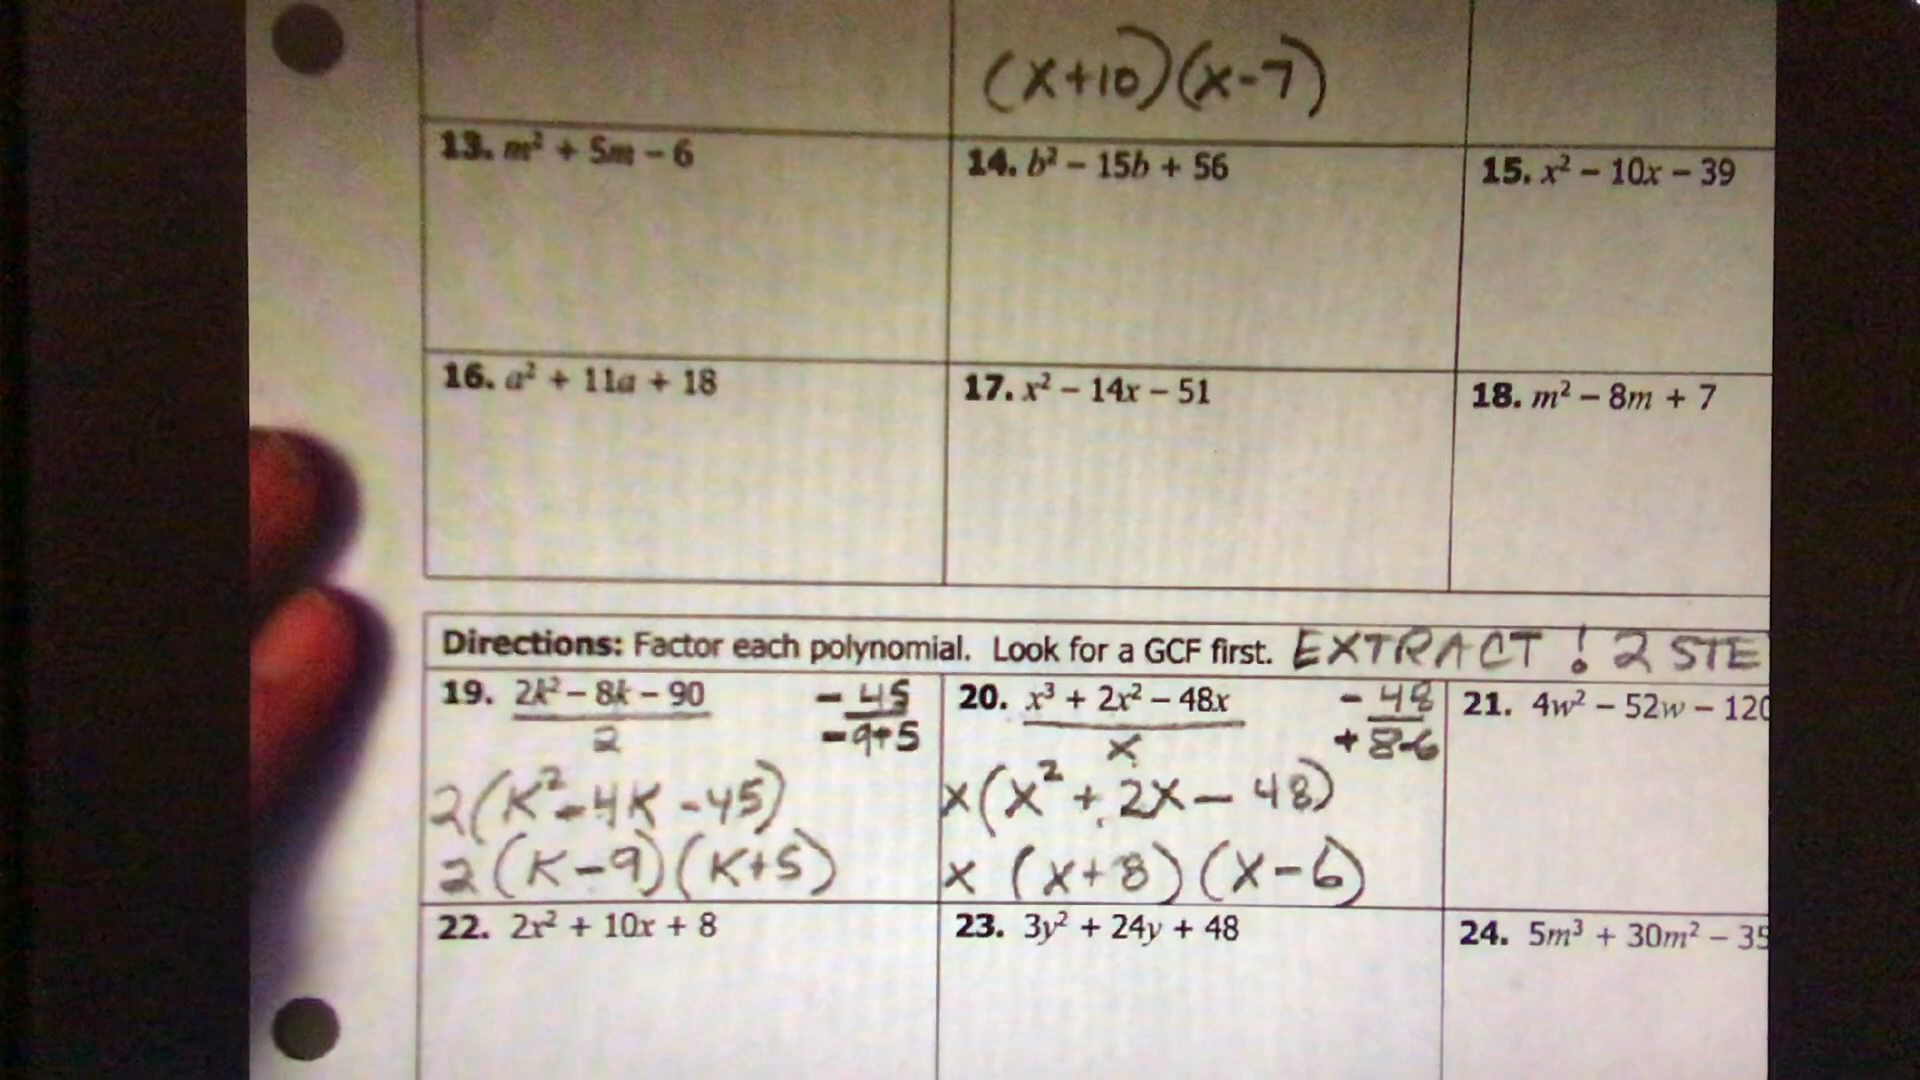 (x+10)(x-7)
13. m² + 5m – 6
14. b² – 15b + 56
15. x² – 10x – 39
16. a² + 11a + 18
17. x² – 14x – 51
18. m² – 8m + 7
Directions: Factor each polynomial. Look for a GCF first. EXTRACT! 2 STE
19. 2k² – 8k – 90
2
-45
-9+5
2(K²-4K-45)
2(K-9)(K+5)
20. x³ + 2x² – 48x
x
-48
+8-6
x(x²+2x-48)
x(x+8)(x-6)
21. 4w² – 52w – 120
22. 2x² + 10x + 8
23. 3y² + 24y + 48
24. 5m³ + 30m² – 35